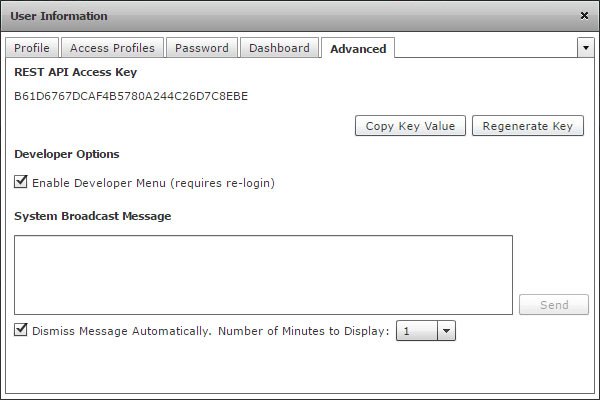 User Information
Profile Access Profiles Password Dashboard Advanced
REST API Access Key
B61D6767DCAF4B5780A244C26D7C8EBE
Copy Key Value Regenerate Key
Developer Options
Enable Developer Menu (requires re-login)
System Broadcast Message
Send
Dismiss Message Automatically. Number of Minutes to Display: 1